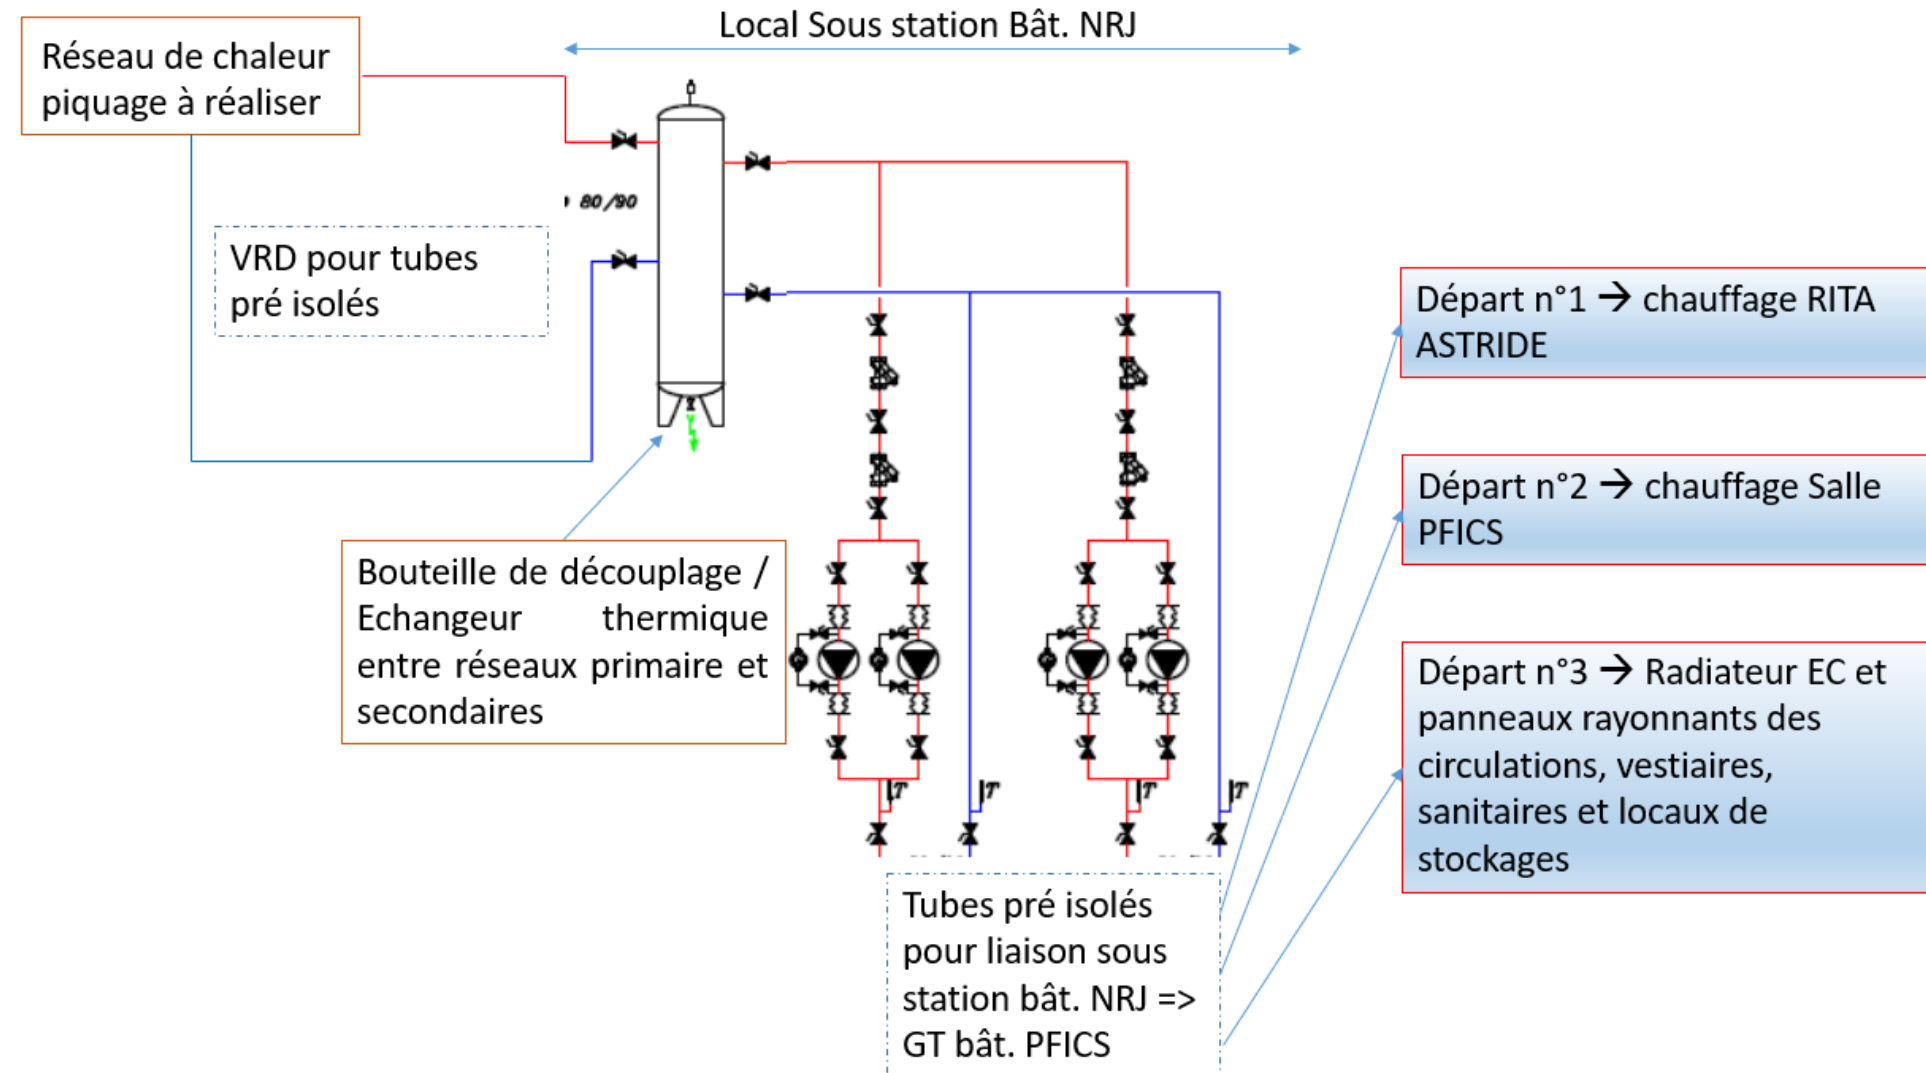 Local Sous station Bât. NRJ
Réseau de chaleur
piquage à réaliser
80/90
VRD pour tubes
pré isolés
Départ n°1 → chauffage RITA
ASTRIDE
Départ n°2 → chauffage Salle
PFICS
Bouteille de découplage /
Echangeur thermique
entre réseaux primaire et
secondaires
Départ n°3 → Radiateur EC et
panneaux rayonnants des
circulations, vestiaires,
sanitaires et locaux de
stockages
T
T
T
T
Tubes pré isolés
pour liaison sous
station bât. NRJ =>
GT bât. PFICS